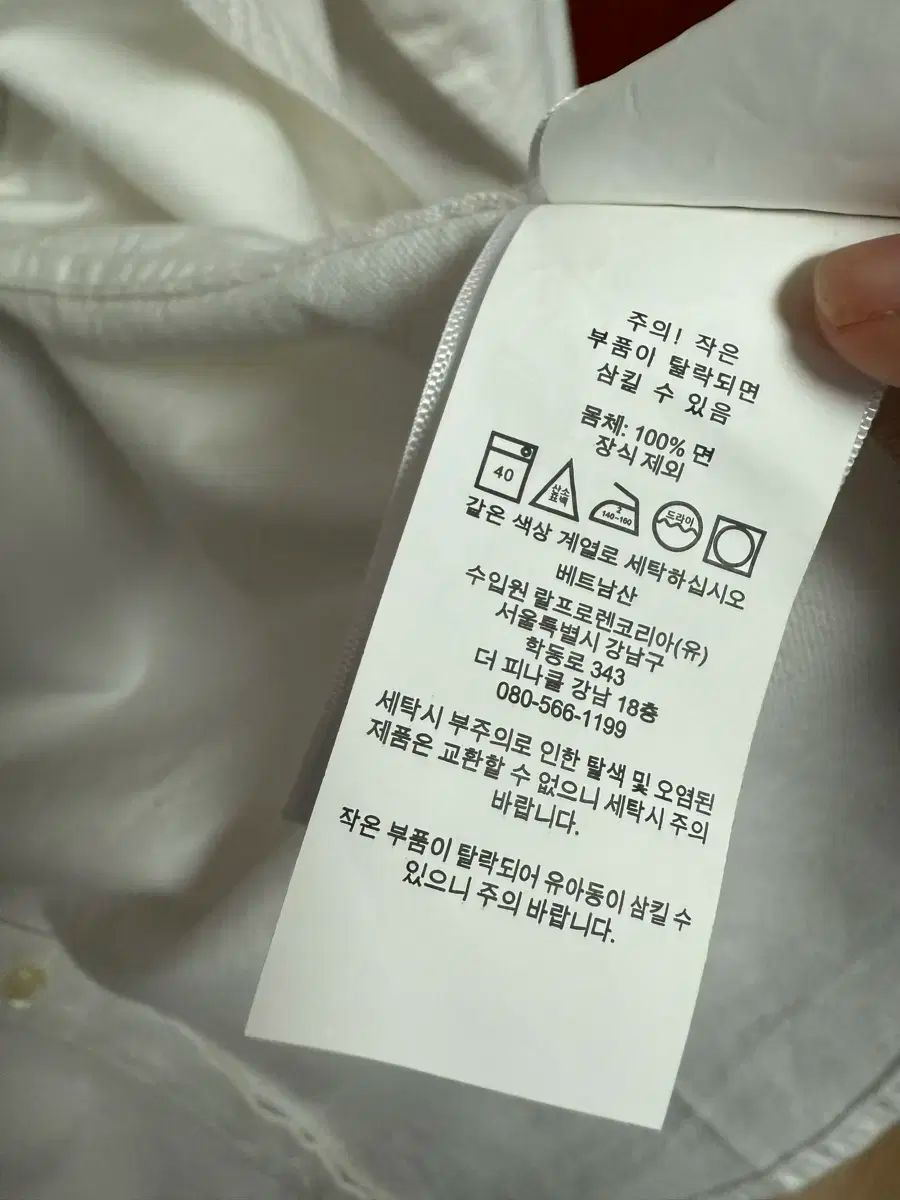 주의! 작은
부품이 탈락되면
삼킬 수 있음
몸체: 100% 면
장식 제외
40
산소
표백
2
140~160
드라이
같은 색상 계열로 세탁하십시오
베트남산
수입원 랄프로렌코리아(유)
서울특별시 강남구
학동로 343
더 피나클 강남 18층
080-566-1199
세탁시 부주의로 인한 탈색 및 오염된
제품은 교환할 수 없으니 세탁시 주의
바랍니다.
작은 부품이 탈락되어 유아동이 삼킬 수
있으니 주의 바랍니다.